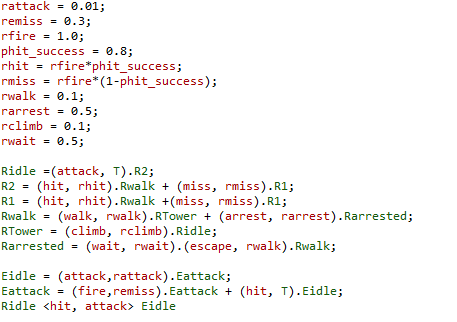 rattack = 0.01;
remiss = 0.3;
rfire = 1.0;
phit_success = 0.8;
rhit = rfire*phit_success;
rmiss = rfire*(1-phit_success);
rwalk = 0.1;
rarrest = 0.5;
rclimb = 0.1;
rwait = 0.5;
Ridle =(attack, T).R2;
R2 = (hit, rhit).Rwalk + (miss, rmiss).R1;
R1 = (hit, rhit).Rwalk +(miss, rmiss).R1;
Rwalk = (walk, rwalk).RTower + (arrest, rarrest).Rarrested;
RTower = (climb, rclimb).Ridle;
Rarrested = (wait, rwait).(escape, rwalk).Rwalk;
Eidle = (attack,rattack).Eattack;
Eattack = (fire,remiss).Eattack + (hit, T).Eidle;
Ridle <hit, attack> Eidle